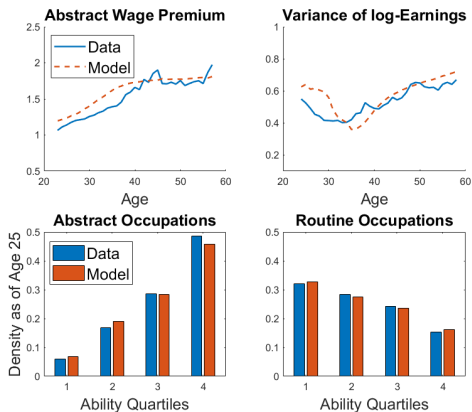 Abstract Wage Premium
2.5
2
1.5
1
0.5
20 30 40 50 60
Age
Data
Model
Variance of log-Earnings
1
0.8
0.6
0.4
0.2
20 30 40 50 60
Age
Abstract Occupations
Density as of Age 25
0.5
0.4
0.3
0.2
0.1
0
1 2 3 4
Ability Quartiles
Data
Model
Routine Occupations
0.5
0.4
0.3
0.2
0.1
0
1 2 3 4
Ability Quartiles